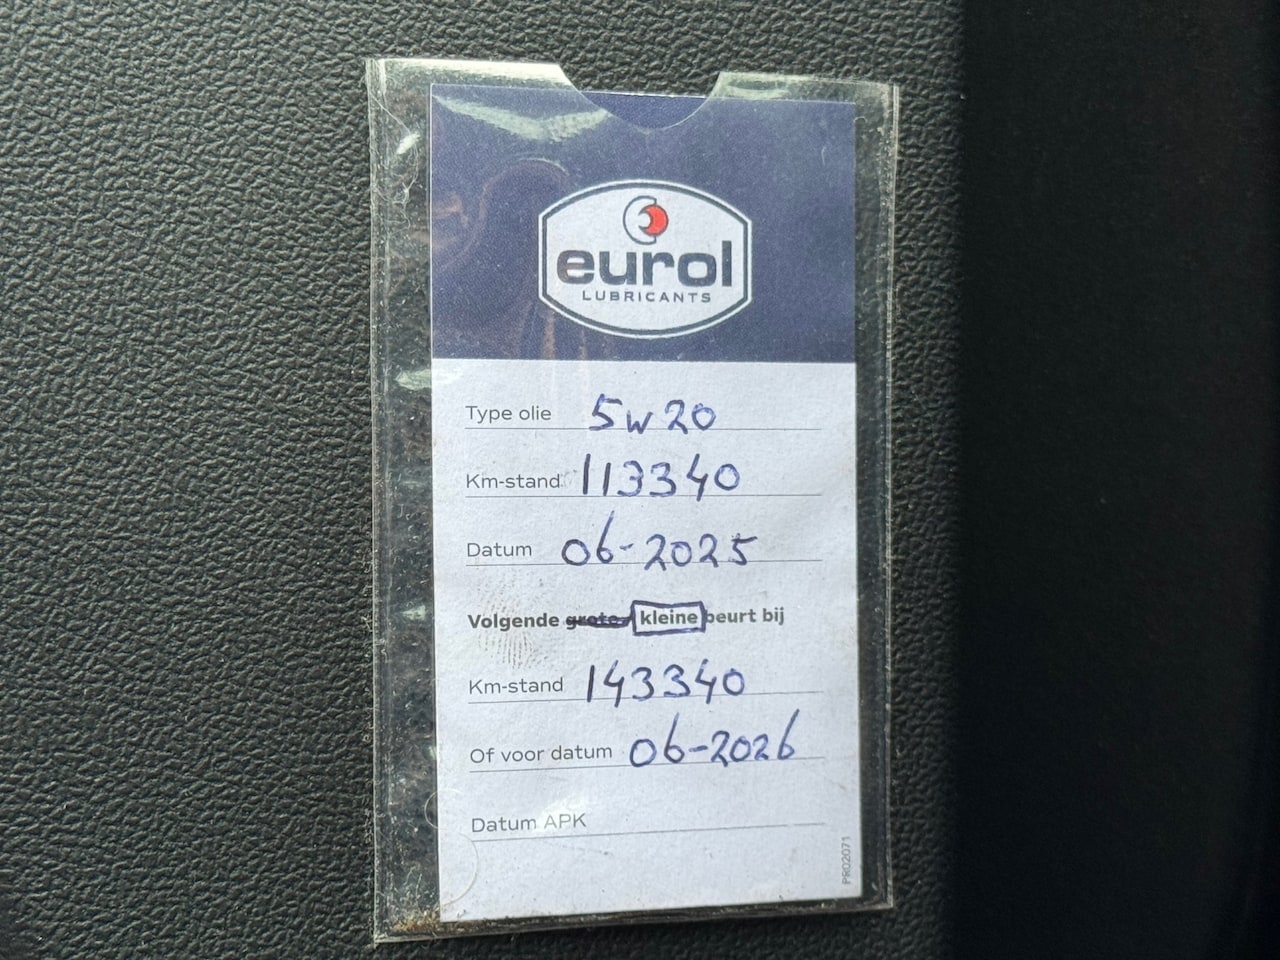 eurol
LUBRICANTS
Type olie 5W20
Km-stand 113340
Datum 06-2025
Volgende grote kleine beurt bij
Km-stand 143340
Of voor datum 06-2026
Datum APK
PR02071